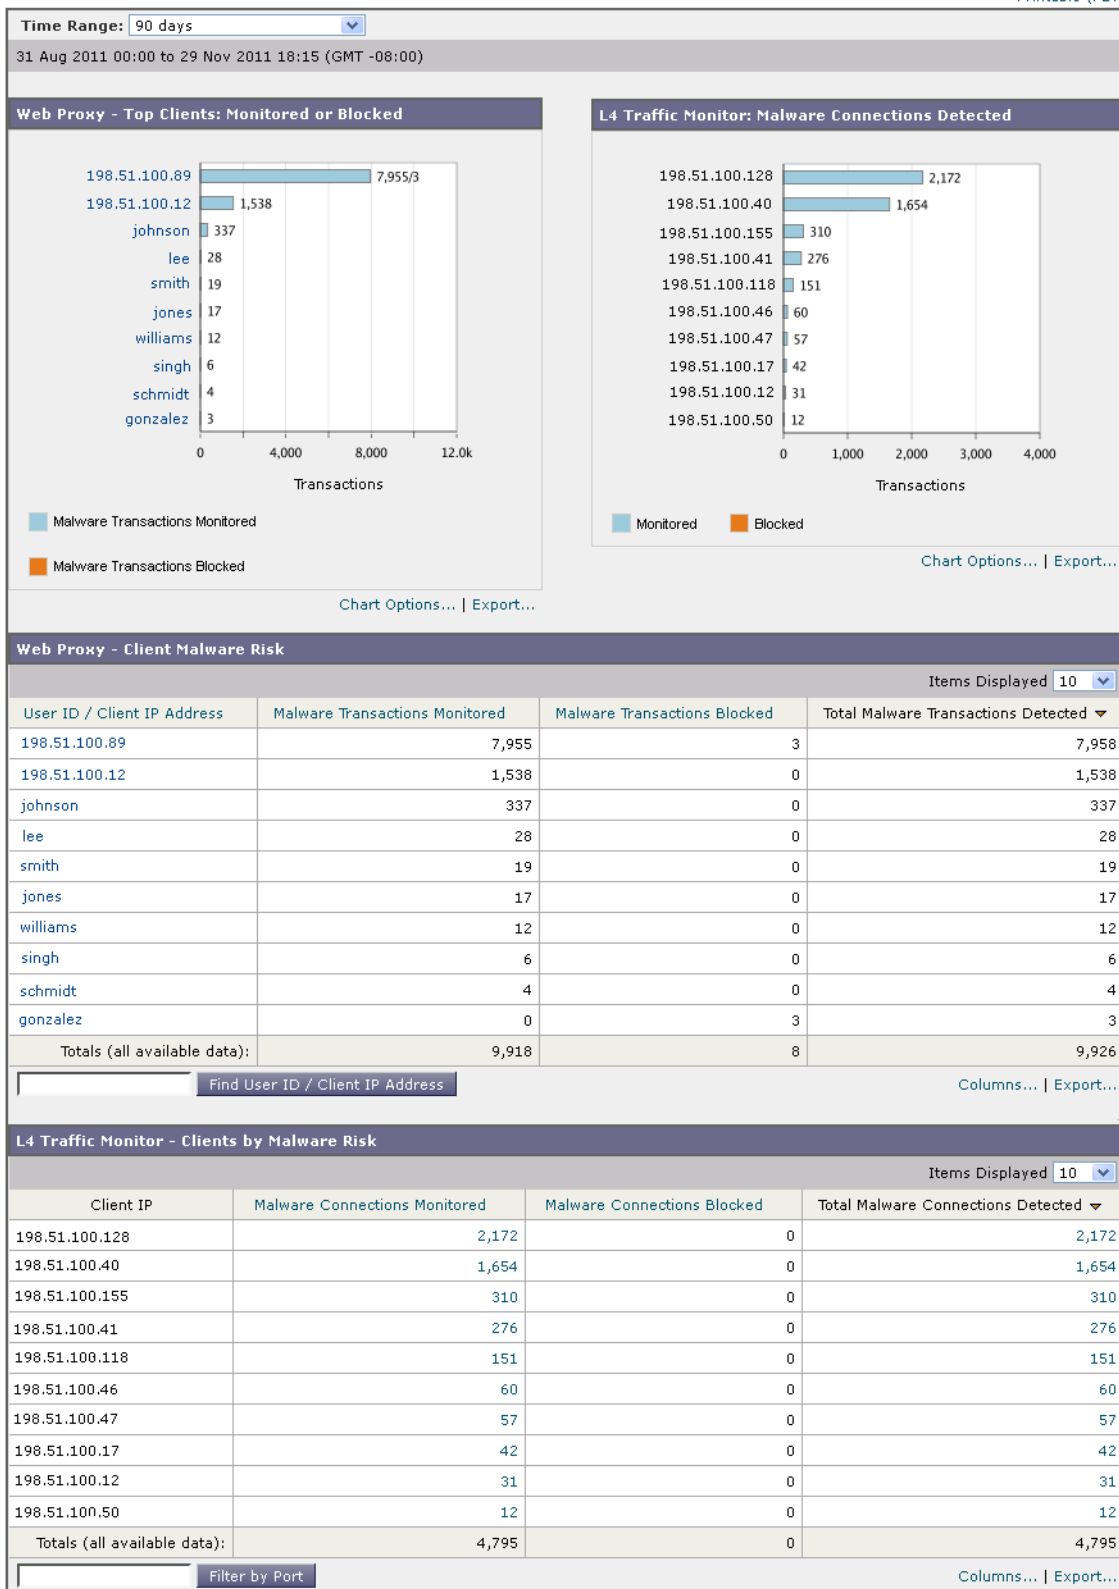 Time Range: 90 days
31 Aug 2011 00:00 to 29 Nov 2011 18:15 (GMT -08:00)
Web Proxy - Top Clients: Monitored or Blocked
198.51.100.89 7,955/3
198.51.100.12 1,538
johnson 337
lee 28
smith 19
jones 17
williams 12
singh 6
schmidt 4
gonzalez 3
0 4,000 8,000 12.0k
Transactions
Malware Transactions Monitored
Malware Transactions Blocked
Chart Options... | Export...
L4 Traffic Monitor: Malware Connections Detected
198.51.100.128 2,172
198.51.100.40 1,654
198.51.100.155 310
198.51.100.41 276
198.51.100.118 151
198.51.100.46 60
198.51.100.47 57
198.51.100.17 42
198.51.100.12 31
198.51.100.50 12
0 1,000 2,000 3,000 4,000
Transactions
Monitored Blocked
Chart Options... | Export...
Web Proxy - Client Malware Risk
Items Displayed 10
User ID / Client IP Address Malware Transactions Monitored Malware Transactions Blocked Total Malware Transactions Detected
198.51.100.89 7,955 3 7,958
198.51.100.12 1,538 0 1,538
johnson 337 0 337
lee 28 0 28
smith 19 0 19
jones 17 0 17
williams 12 0 12
singh 6 0 6
schmidt 4 0 4
gonzalez 0 3 3
Totals (all available data): 9,918 8 9,926
Find User ID / Client IP Address Columns... | Export...
L4 Traffic Monitor - Clients by Malware Risk
Items Displayed 10
Client IP Malware Connections Monitored Malware Connections Blocked Total Malware Connections Detected
198.51.100.128 2,172 0 2,172
198.51.100.40 1,654 0 1,654
198.51.100.155 310 0 310
198.51.100.41 276 0 276
198.51.100.118 151 0 151
198.51.100.46 60 0 60
198.51.100.47 57 0 57
198.51.100.17 42 0 42
198.51.100.12 31 0 31
198.51.100.50 12 0 12
Totals (all available data): 4,795 0 4,795
Filter by Port Columns... | Export...